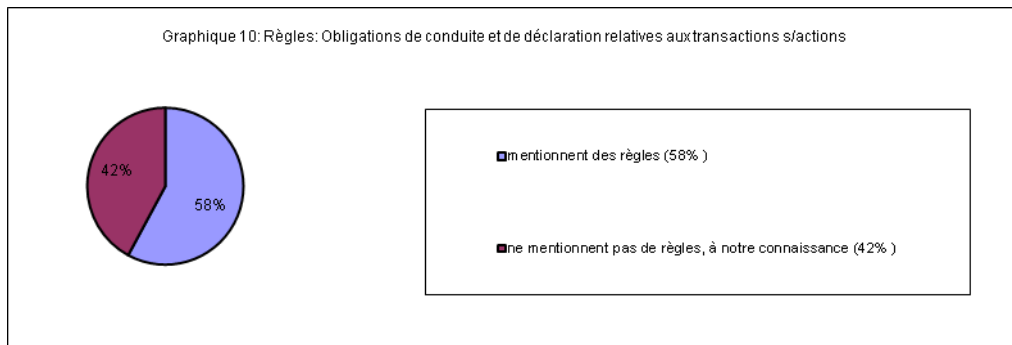 Graphique 10: Règles: Obligations de conduite et de déclaration relatives aux transactions s/actions
42%
58%
mentionnent des règles (58% )
ne mentionnent pas de règles, à notre connaissance (42% )